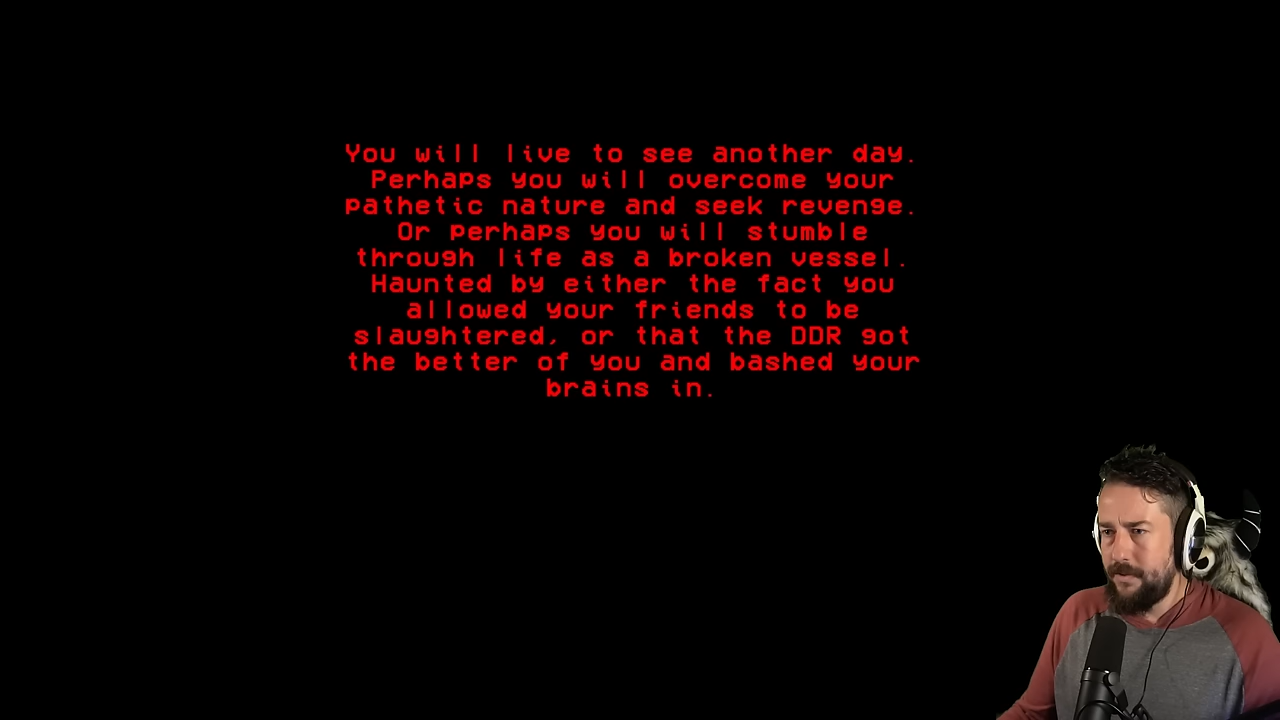 You will live to see another day.
Perhaps you will overcome your
pathetic nature and seek revenge.
Or perhaps you will stumble
through life as a broken vessel.
Haunted by either the fact you
allowed your friends to be
slaughtered, or that the DDR got
the better of you and bashed your
brains in.